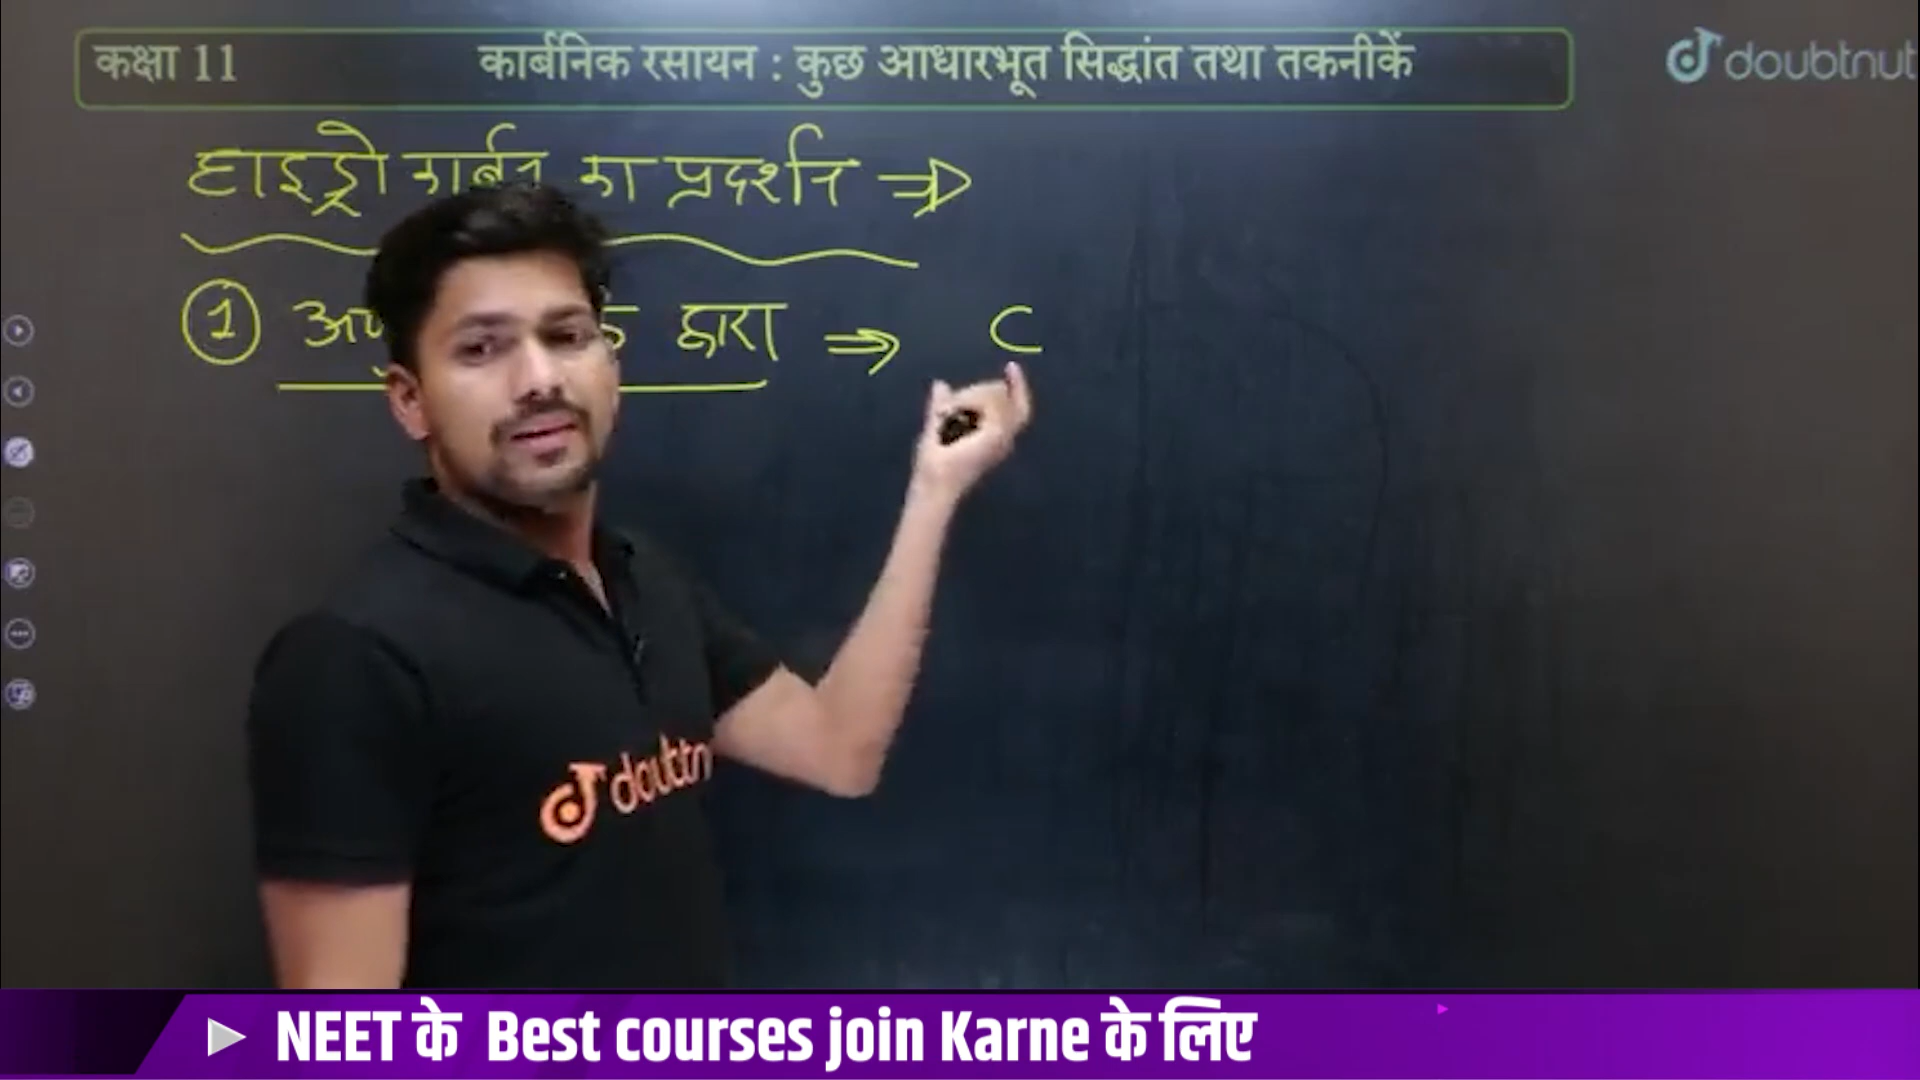 कक्षा 11 कार्बनिक रसायन : कुछ आधारभूत सिद्धांत तथा तकनीकें
doubtnut
हाइड्रोकार्बन का प्रदर्शन ⇒
① द्वारा ⇒ C
doubtn
NEET के Best courses join Karne के लिए